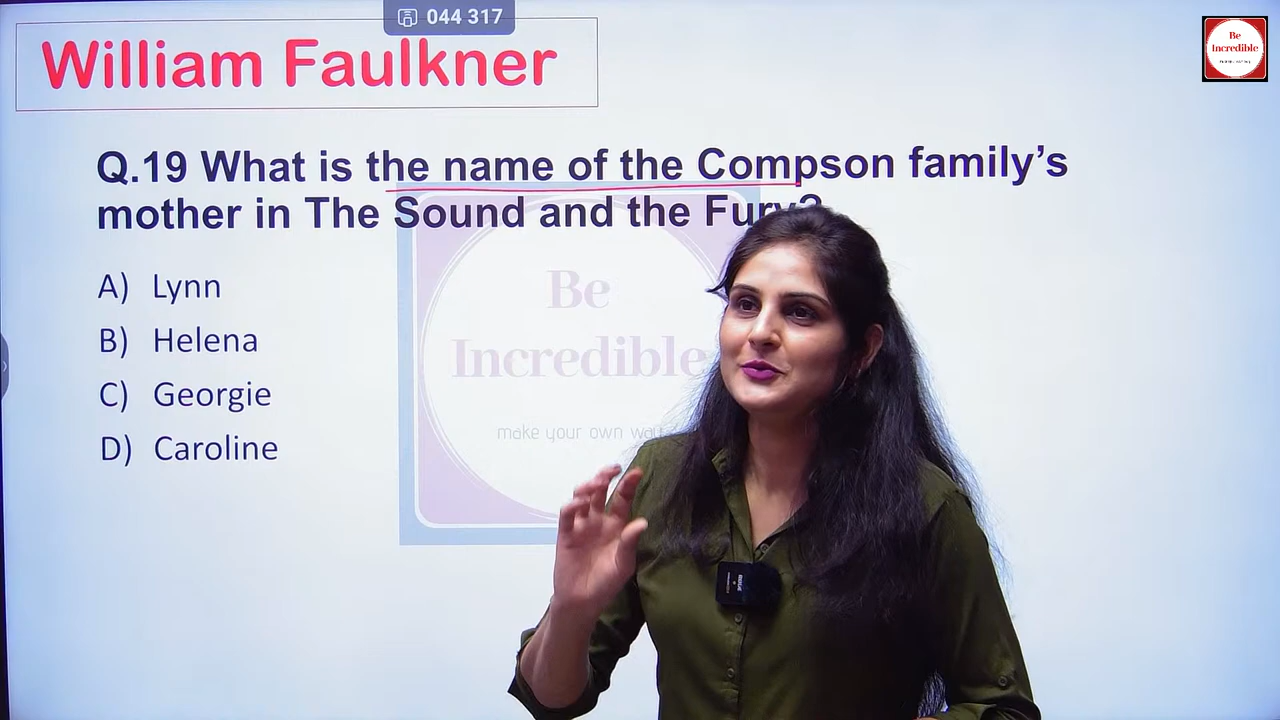 044 317
William Faulkner
Be
Incredible
Q.19 What is the name of the Compson family’s
mother in The Sound and the Fury?
A) Lynn
B) Helena
C) Georgie
D) Caroline
Be
Incredible
make your own way